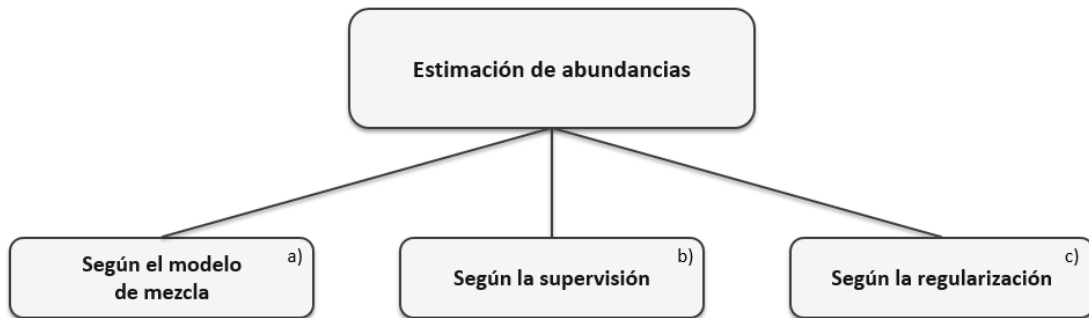 Estimación de abundancias
Según el modelo
de mezcla
a)
Según la supervisión
b)
Según la regularización
c)